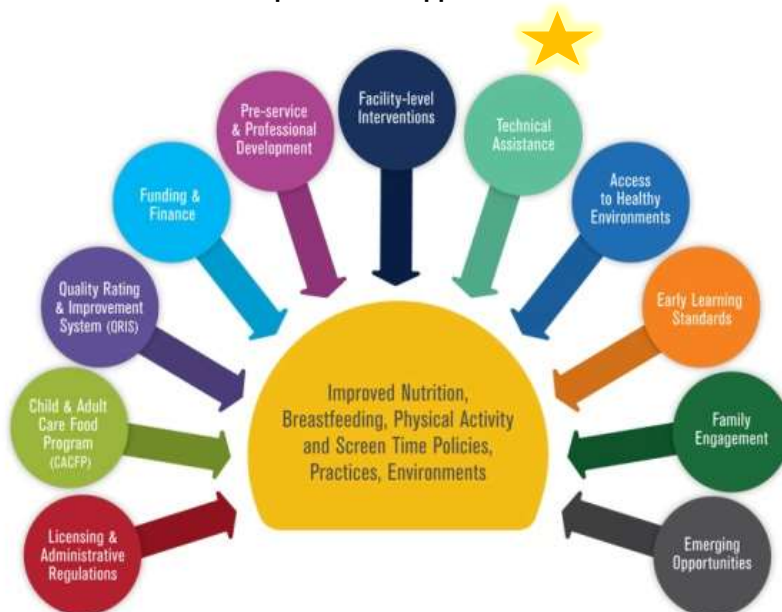 Facility-level
Interventions
Pre-service
& Professional
Development
Technical
Assistance
Funding &
Finance
Access
to Healthy
Environments
Quality Rating
& Improvement
System (QRIS)
Early Learning
Standards
Child & Adult
Care Food
Program
(CACFP)
Improved Nutrition,
Breastfeeding, Physical Activity
and Screen Time Policies,
Practices, Environments
Family
Engagement
Licensing &
Administrative
Regulations
Emerging
Opportunities